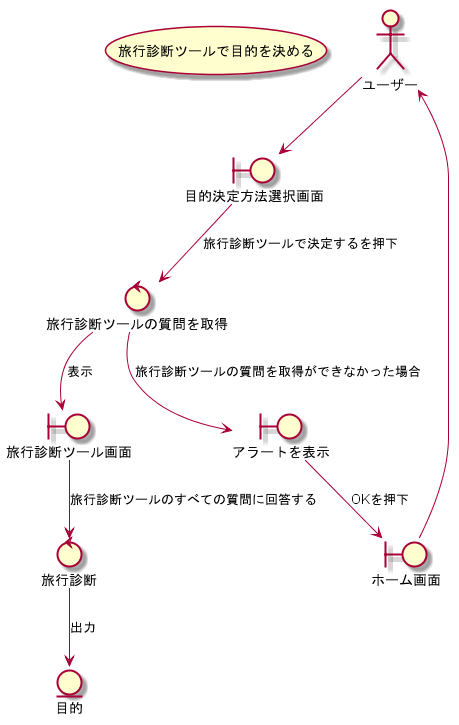 旅行診断ツールで目的を決める
ユーザー
目的決定方法選択画面
旅行診断ツールで決定するを押下
旅行診断ツールの質問を取得
表示
旅行診断ツールの質問を取得ができなかった場合
旅行診断ツール画面
アラートを表示
旅行診断ツールのすべての質問に回答する
OKを押下
旅行診断
ホーム画面
出力
目的